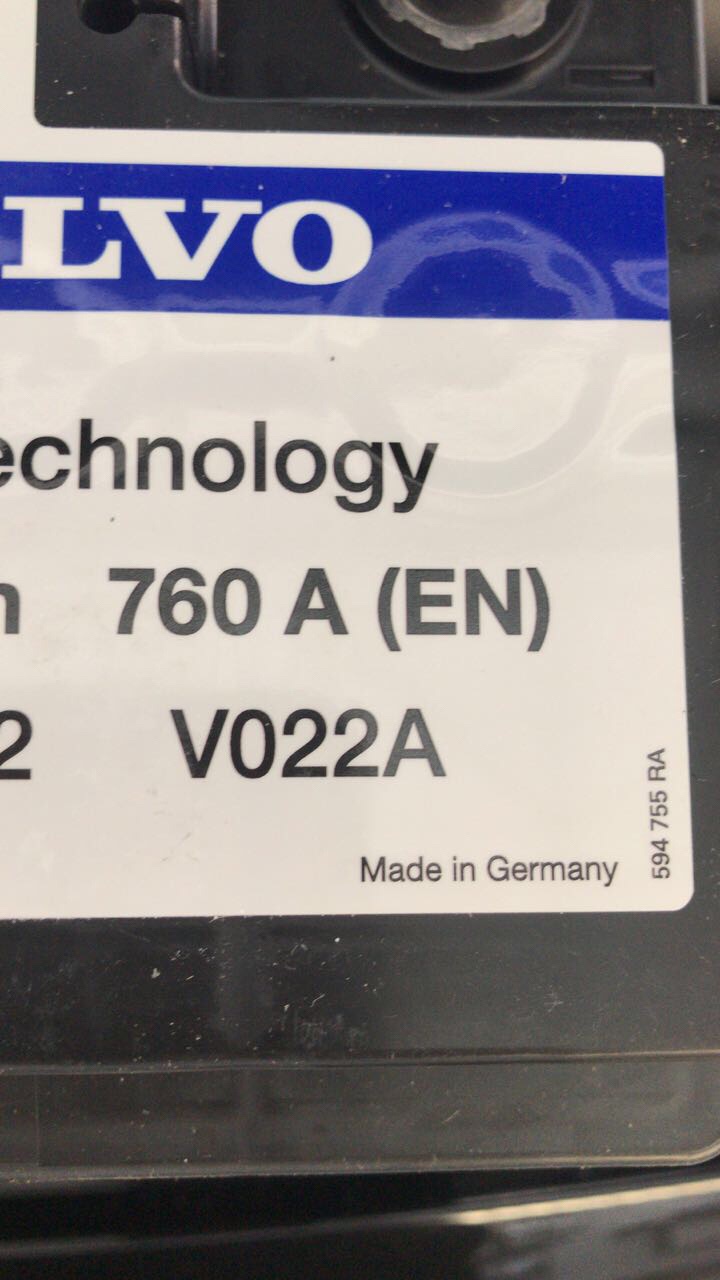 LVO
echnology
760 A (EN)
2 V022A
Made in Germany
594 755 RA